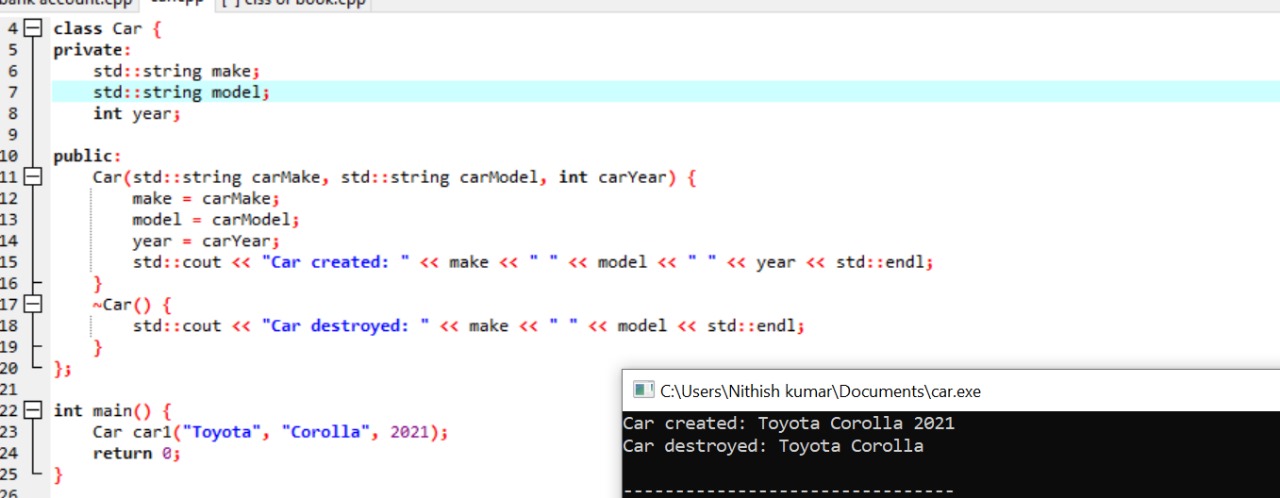 bank account.cpp car.cpp [*] clss of book.cpp
4 class Car {
5 private:
6 std::string make;
7 std::string model;
8 int year;
9
10 public:
11 Car(std::string carMake, std::string carModel, int carYear) {
12 make = carMake;
13 model = carModel;
14 year = carYear;
15 std::cout << "Car created: " << make << " " << model << " " << year << std::endl;
16 }
17 ~Car() {
18 std::cout << "Car destroyed: " << make << " " << model << std::endl;
19 }
20 };
21
22 int main() {
23 Car car1("Toyota", "Corolla", 2021);
24 return 0;
25 }
26
C:\Users\Nithish kumar\Documents\car.exe
Car created: Toyota Corolla 2021
Car destroyed: Toyota Corolla
--------------------------------